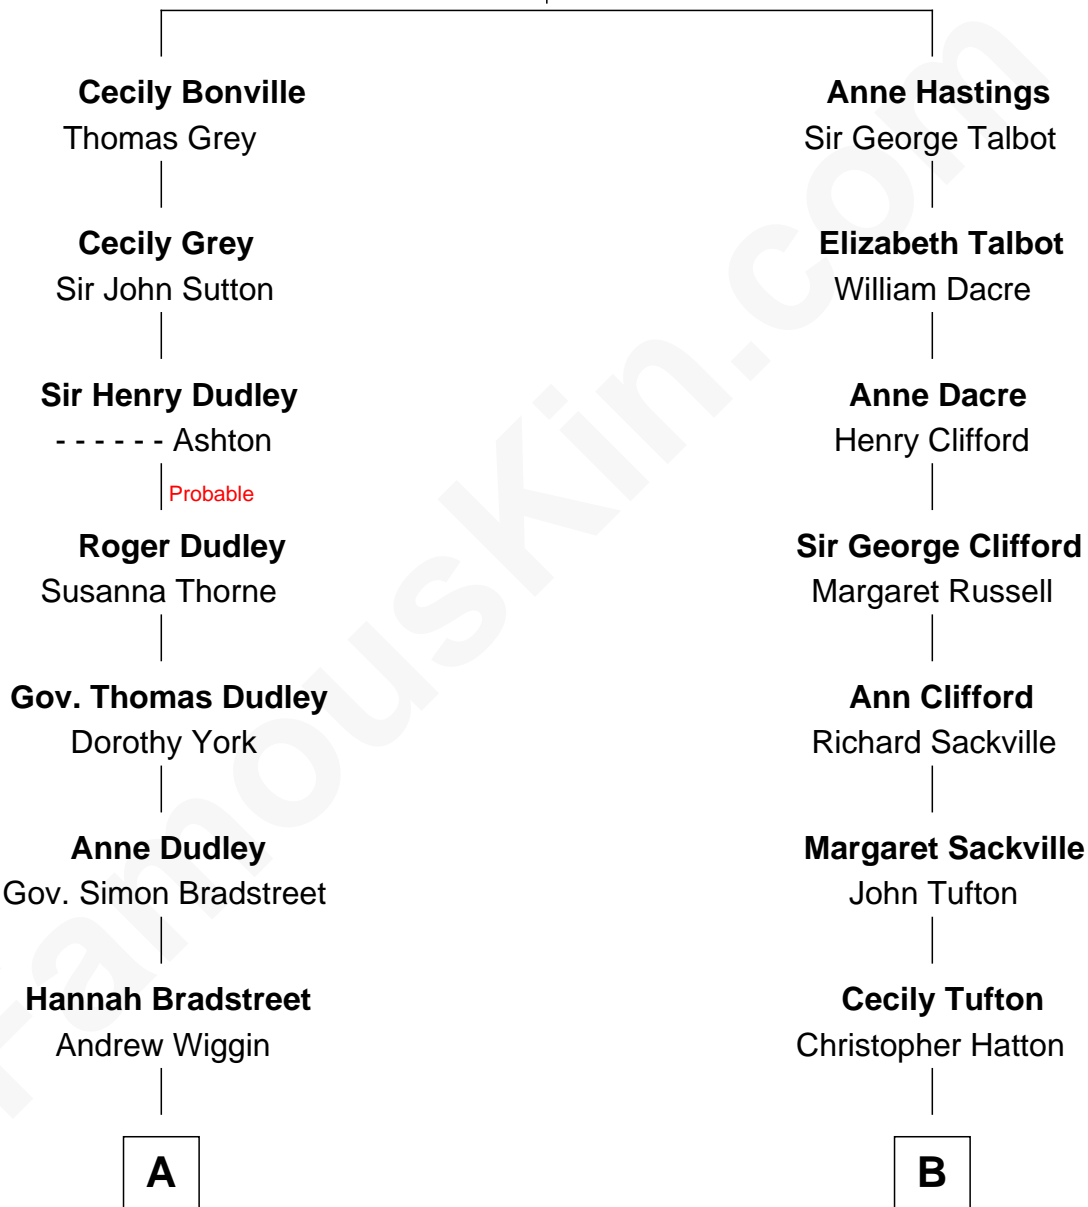 Cecily Bonville
Thomas Grey
Cecily Grey
Sir John Sutton
Sir Henry Dudley
- - - - - - Ashton
Probable
Roger Dudley
Susanna Thorne
Gov. Thomas Dudley
Dorothy York
Anne Dudley
Gov. Simon Bradstreet
Hannah Bradstreet
Andrew Wiggin
A
Anne Hastings
Sir George Talbot
Elizabeth Talbot
William Dacre
Anne Dacre
Henry Clifford
Sir George Clifford
Margaret Russell
Ann Clifford
Richard Sackville
Margaret Sackville
John Tufton
Cecily Tufton
Christopher Hatton
B
FamousKin.com